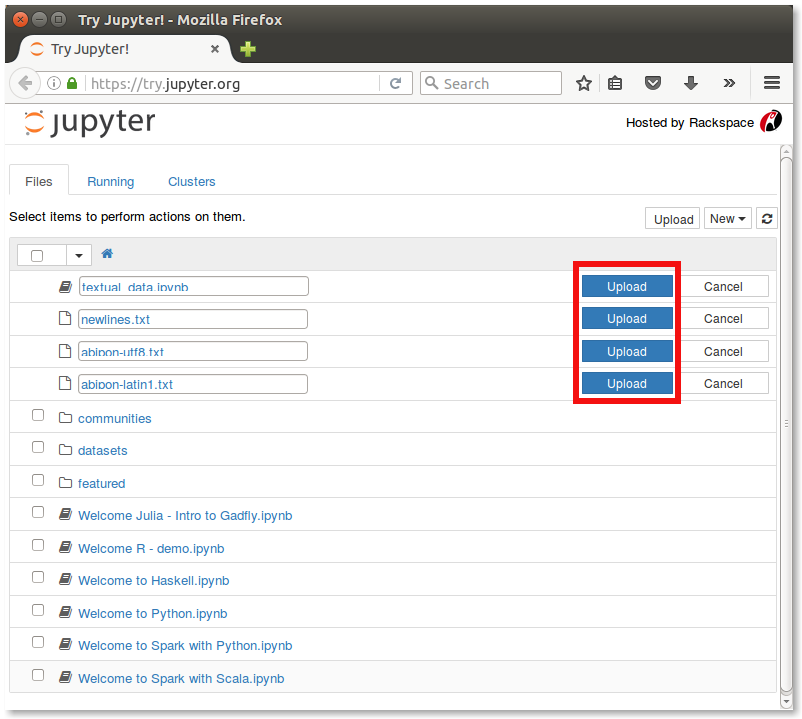 Try Jupyter! - Mozilla Firefox
Try Jupyter!
https://try.jupyter.org
Search
jupyter
Hosted by Rackspace
Files Running Clusters
Select items to perform actions on them.
Upload New
textual_data.ipynb Upload Cancel
newlines.txt Upload Cancel
abipon-utf8.txt Upload Cancel
abipon-latin1.txt Upload Cancel
communities
datasets
featured
Welcome Julia - Intro to Gadfly.ipynb
Welcome R - demo.ipynb
Welcome to Haskell.ipynb
Welcome to Python.ipynb
Welcome to Spark with Python.ipynb
Welcome to Spark with Scala.ipynb